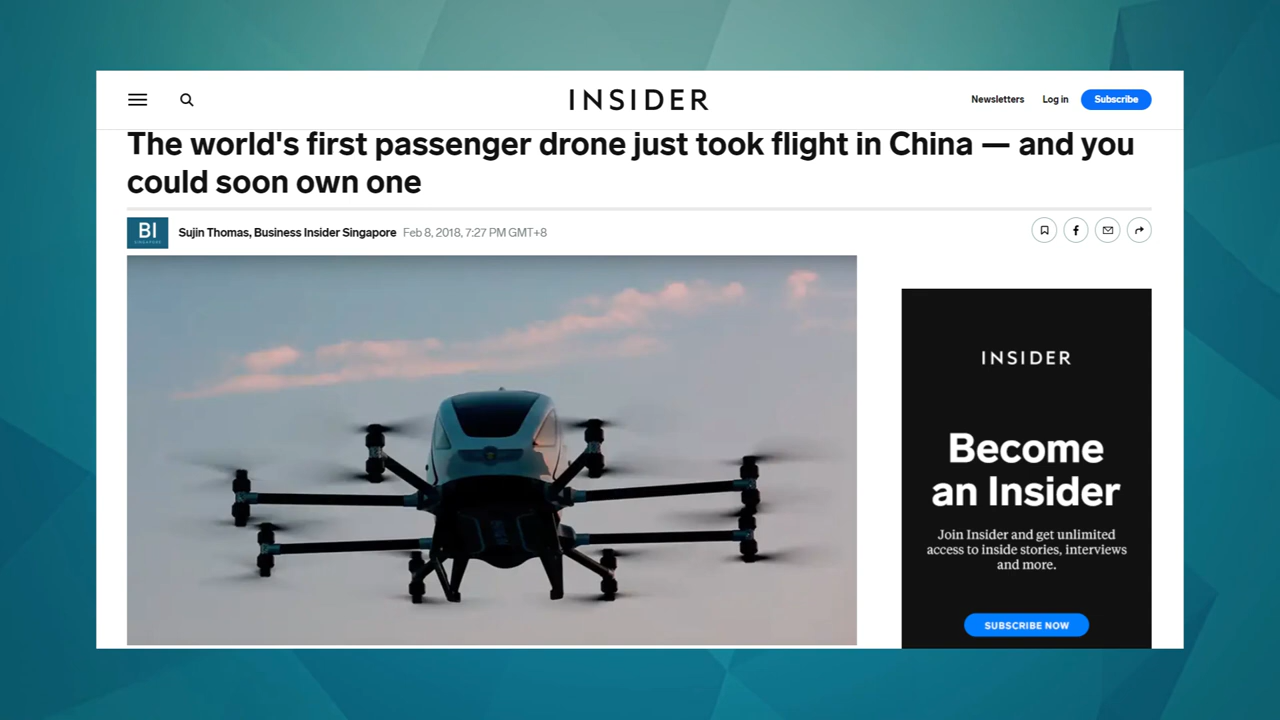 INSIDER
Newsletters
Log in
Subscribe
The world's first passenger drone just took flight in China — and you
could soon own one
BI
SINGAPORE
Sujin Thomas, Business Insider Singapore Feb 8, 2018, 7:27 PM GMT+8
INSIDER
Become
an Insider
Join Insider and get unlimited
access to inside stories, interviews
and more.
SUBSCRIBE NOW